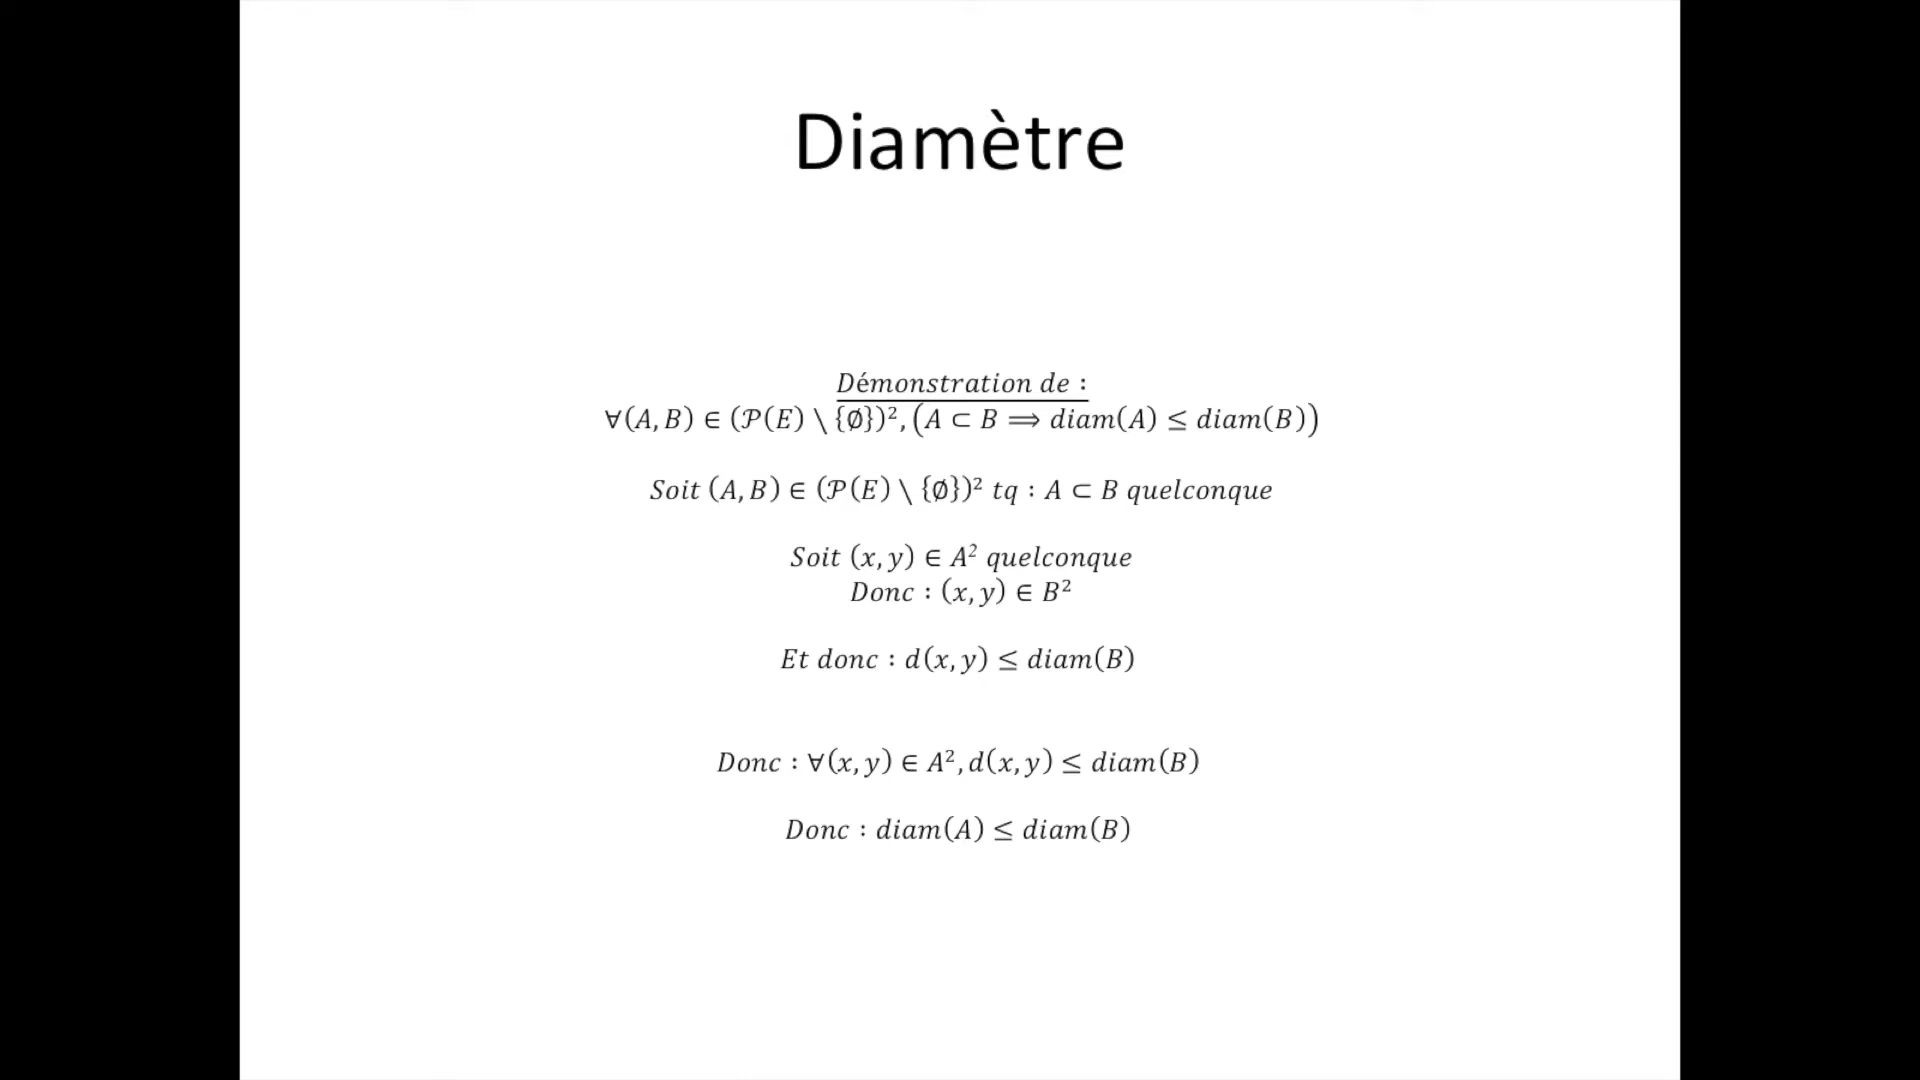 Diamètre
Démonstration de :
∀(A, B) ∈ (𝒫(E) ∖ {∅})², (A ⊂ B ⟹ diam(A) ≤ diam(B))
Soit (A, B) ∈ (𝒫(E) ∖ {∅})² tq : A ⊂ B quelconque
Soit (x, y) ∈ A² quelconque
Donc : (x, y) ∈ B²
Et donc : d(x, y) ≤ diam(B)
Donc : ∀(x, y) ∈ A², d(x, y) ≤ diam(B)
Donc : diam(A) ≤ diam(B)